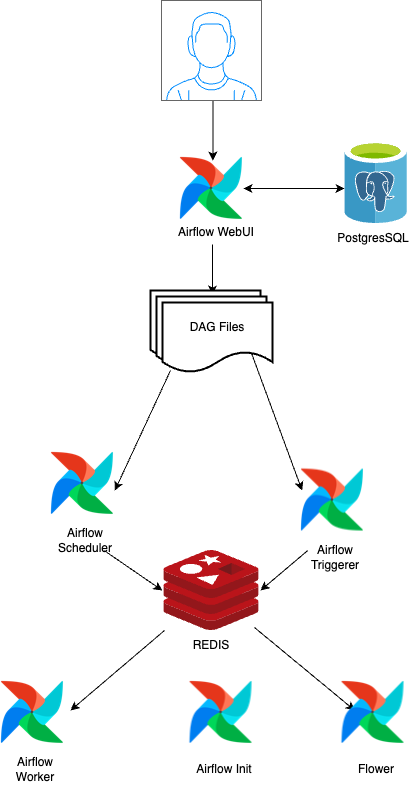 Airflow WebUI
PostgresSQL
DAG Files
Airflow
Scheduler
Airflow
Triggerer
REDIS
Airflow
Worker
Airflow Init
Flower